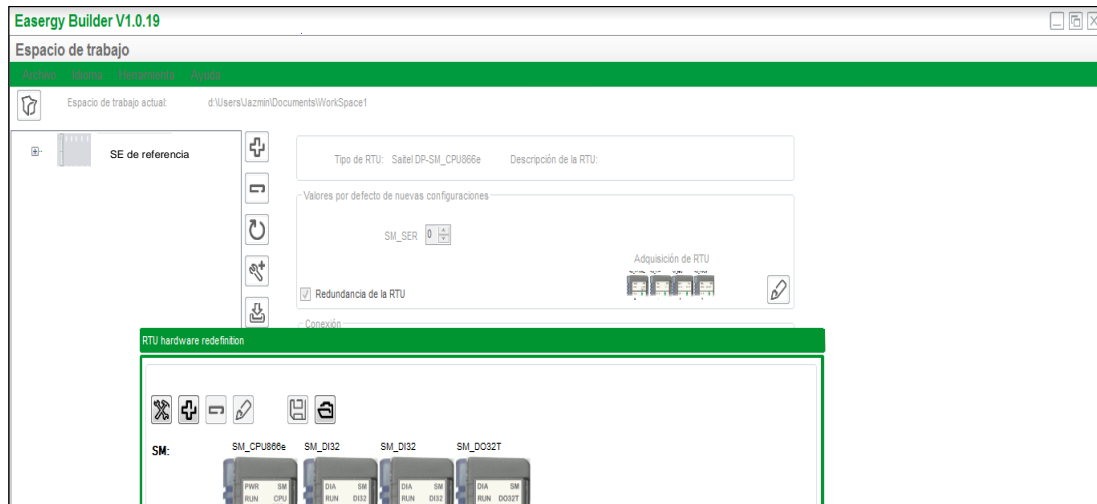 Easergy Builder V1.0.19
Espacio de trabajo
Archivo Idioma Herramienta Ayuda
Espacio de trabajo actual: d:\Users\Jazmin\Documents\WorkSpace1
SE de referencia
Tipo de RTU: Saitel DP-SM_CPU866e Descripción de la RTU:
Valores por defecto de nuevas configuraciones
SM_SER 0
Adquisición de RTU
Redundancia de la RTU
Conexión
RTU hardware redefinition
SM: SM_CPU866e SM_DI32 SM_DI32 SM_DO32T
PWR SM DIA SM DIA SM DIA SM
RUN CPU RUN DI32 RUN DI32 RUN DO32T